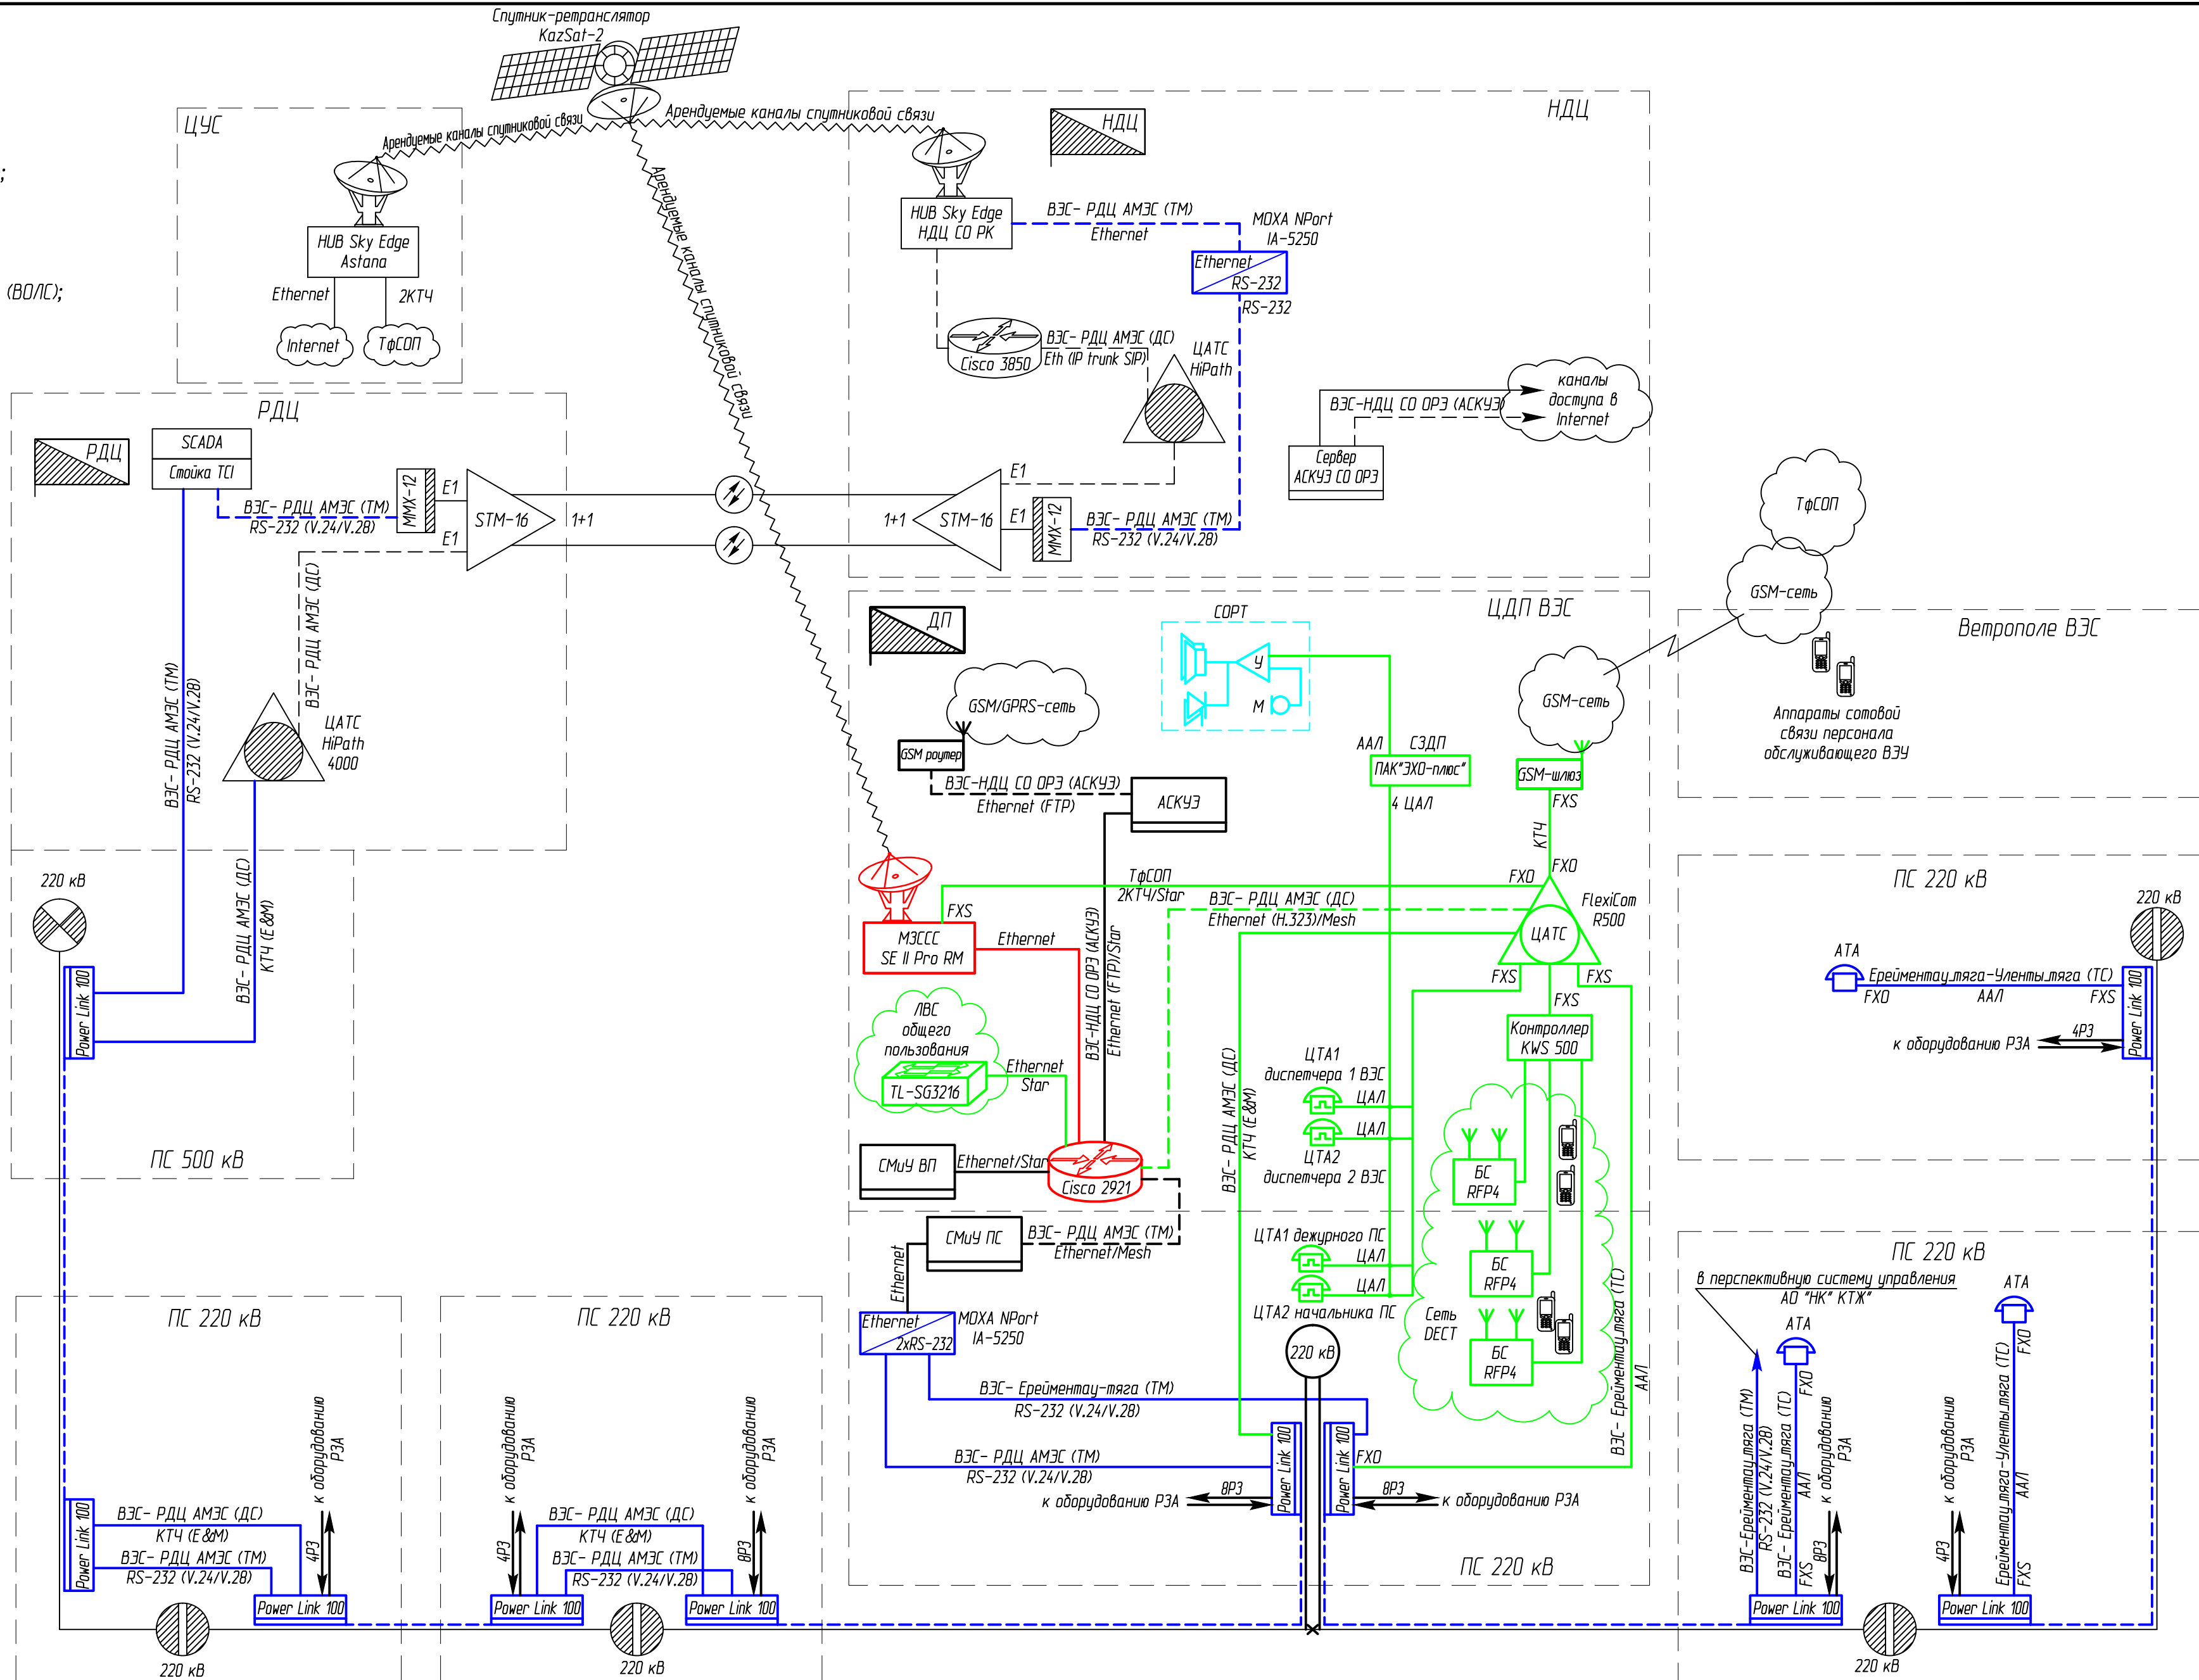 Спутник-ретранслятор
KazSat-2
Арендуемые каналы спутниковой связи
Арендуемые каналы спутниковой связи
Арендуемые каналы спутниковой связи
;
(ВОЛС);
ЦУС
HUB Sky Edge
Astana
Ethernet
2КТЧ
Internet
ТфСОП
НДЦ
НДЦ
HUB Sky Edge
НДЦ СО РК
ВЭС- РДЦ АМЭС (ТМ)
Ethernet
MOXA NPort
IA-5250
Ethernet
RS-232
RS-232
Cisco 3850
ВЭС- РДЦ АМЭС (ДС)
Eth (IP trunk SIP)
ЦАТС
HiPath
каналы
доступа в
Internet
ВЭС-НДЦ СО ОРЭ (АСКУЭ)
Сервер
АСКУЭ СО ОРЭ
E1
1+1
STM-16
E1
MMX-12
ВЭС- РДЦ АМЭС (ТМ)
RS-232 (V.24/V.28)
РДЦ
РДЦ
SCADA
Стойка TCI
ВЭС- РДЦ АМЭС (ТМ)
RS-232 (V.24/V.28)
MMX-12
E1
E1
STM-16
1+1
ВЭС- РДЦ АМЭС (ДС)
ВЭС- РДЦ АМЭС (ТМ)
RS-232 (V.24/V.28)
ЦАТС
HiPath
4000
220 кВ
Power Link 100
ВЭС- РДЦ АМЭС (ДС)
КТЧ (E&M)
ПС 500 кВ
ЦДП ВЭС
ДП
СОРТ
У
М
GSM/GPRS-сеть
GSM роутер
ВЭС-НДЦ СО ОРЭ (АСКУЭ)
Ethernet (FTP)
АСКУЭ
ААЛ
СЗДП
ПАК"ЭХО-плюс"
4 ЦАЛ
GSM-сеть
GSM-шлюз
FXS
КТЧ
FXO
FXO
ТфСОП
2КТЧ/Star
ВЭС- РДЦ АМЭС (ДС)
Ethernet (H.323)/Mesh
FlexiCom
R500
ЦАТС
FXS
FXS
FXS
FXS
МЗССС
SE II Pro RM
Ethernet
ВЭС-НДЦ СО ОРЭ (АСКУЭ)
Ethernet (FTP)/Star
ЛВС
общего
пользования
TL-SG3216
Ethernet
Star
Контроллер
KWS 500
ЦТА1
диспетчера 1 ВЭС
ЦАЛ
ЦАЛ
ЦТА2
диспетчера 2 ВЭС
ВЭС- РДЦ АМЭС (ДС)
КТЧ (E&M)
БС
RFP4
СМиУ ВП
Ethernet/Star
Cisco 2921
СМиУ ПС
ВЭС- РДЦ АМЭС (ТМ)
Ethernet/Mesh
Ethernet
ЦТА1 дежурного ПС
ЦАЛ
ЦАЛ
ЦТА2 начальника ПС
БС
RFP4
Сеть
DECT
БС
RFP4
Ethernet
2xRS-232
MOXA NPort
IA-5250
220 кВ
ВЭС- Ерейментау-тяга (ТМ)
RS-232 (V.24/V.28)
ВЭС- РДЦ АМЭС (ТМ)
RS-232 (V.24/V.28)
Power Link 100
Power Link 100
FXO
8РЗ
к оборудованию РЗА
8РЗ
к оборудованию РЗА
ВЭС- Ерейментау_тяга (ТС)
ААЛ
ПС 220 кВ
ТфСОП
GSM-сеть
Ветрополе ВЭС
Аппараты сотовой
связи персонала
обслуживающего ВЭУ
ПС 220 кВ
220 кВ
АТА
Ерейментау_тяга-Уленты_тяга (ТС)
FXO
ААЛ
FXS
Power Link 100
4РЗ
к оборудованию РЗА
ПС 220 кВ
в перспективную систему управления
АО "НК" КТЖ"
АТА
АТА
ВЭС-Ерейментау_тяга (ТМ)
RS-232 (V.24/V.28)
ВЭС- Ерейментау_тяга (ТС)
FXO
ААЛ
FXS
к оборудованию
РЗА
8РЗ
к оборудованию
РЗА
4РЗ
Ерейментау_тяга-Уленты_тяга (ТС)
FXO
ААЛ
FXS
Power Link 100
Power Link 100
220 кВ
ПС 220 кВ
Power Link 100
ВЭС- РДЦ АМЭС (ДС)
КТЧ (E&M)
ВЭС- РДЦ АМЭС (ТМ)
RS-232 (V.24/V.28)
к оборудованию
РЗА
4РЗ
Power Link 100
220 кВ
ПС 220 кВ
к оборудованию
РЗА
4РЗ
ВЭС- РДЦ АМЭС (ДС)
КТЧ (E&M)
ВЭС- РДЦ АМЭС (ТМ)
RS-232 (V.24/V.28)
к оборудованию
РЗА
8РЗ
Power Link 100
Power Link 100
220 кВ